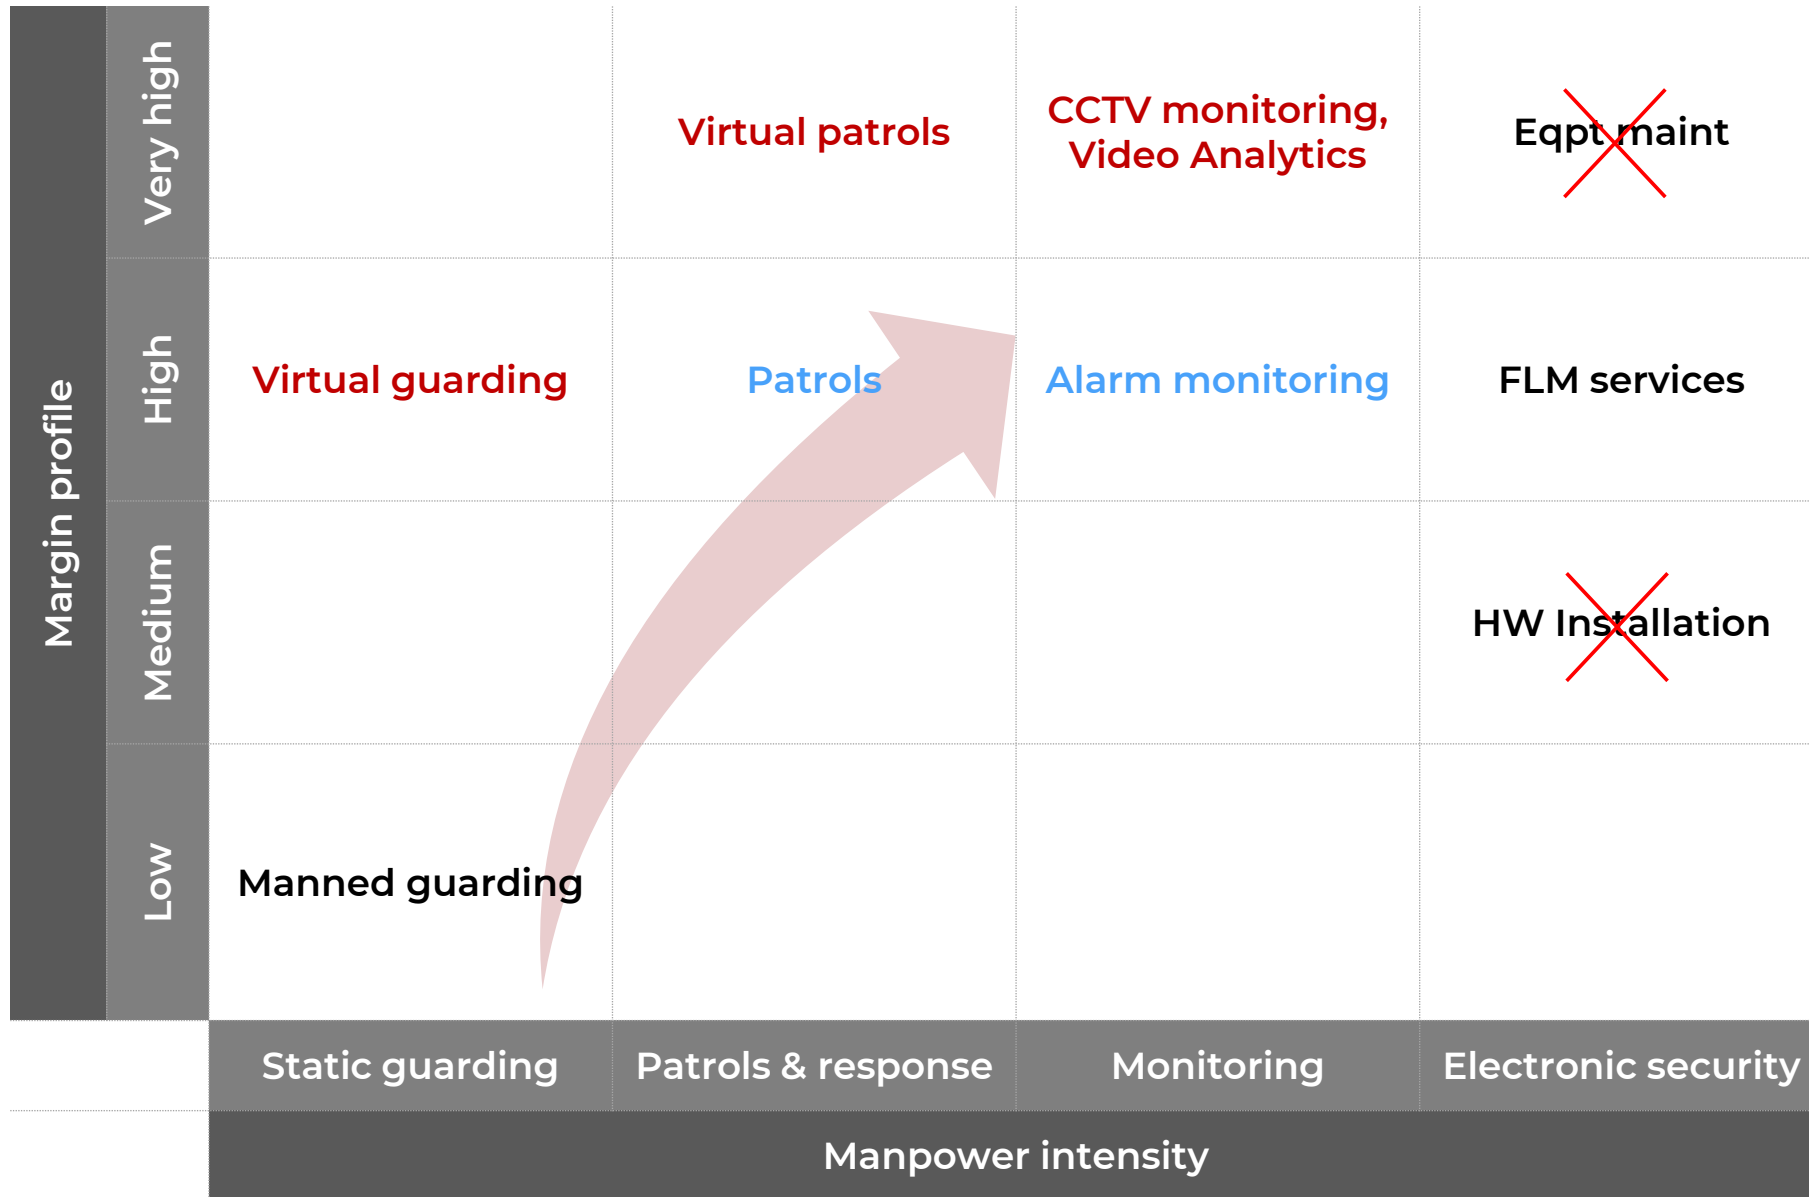 Margin profile
Very high
Virtual patrols
CCTV monitoring,
Video Analytics
Eqpt maint
High
Virtual guarding
Patrols
Alarm monitoring
FLM services
Medium
HW Installation
Low
Manned guarding
Static guarding
Patrols & response
Monitoring
Electronic security
Manpower intensity